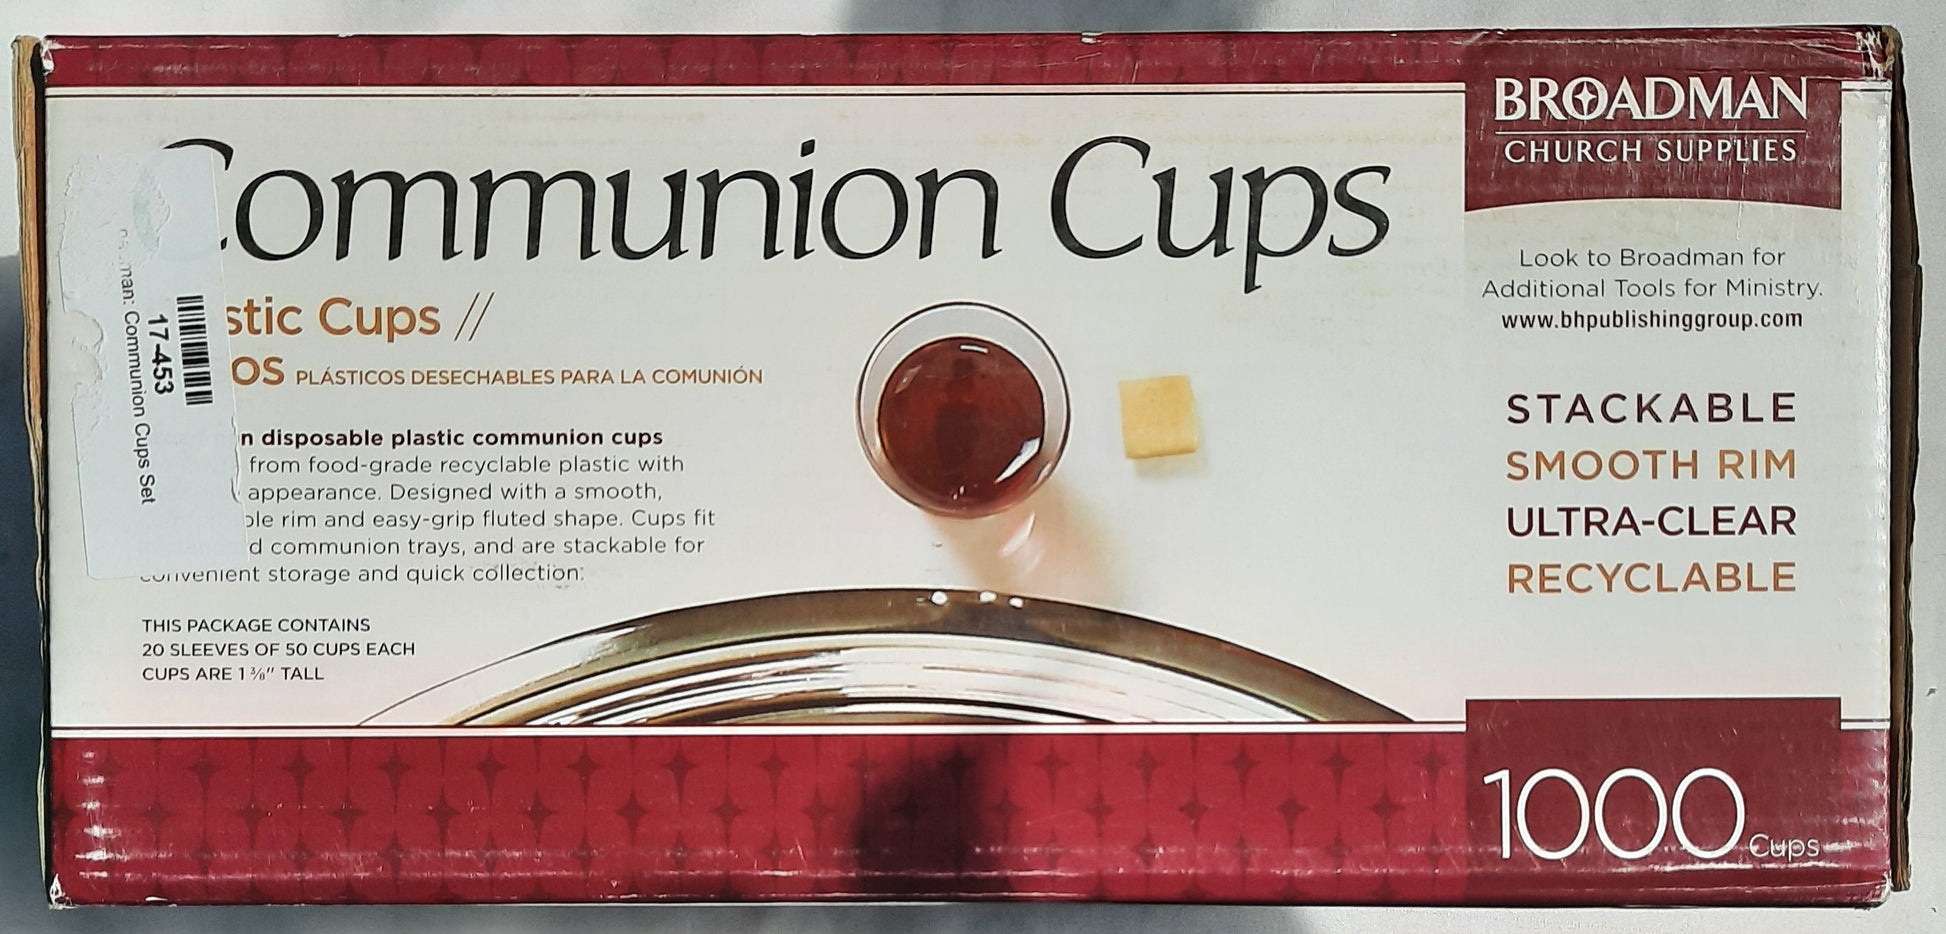 ommunion Cups
stic Cups //
OS PLÁSTICOS DESECHABLES PARA LA COMUNIÓN
n disposable plastic communion cups
from food-grade recyclable plastic with
appearance. Designed with a smooth,
ble rim and easy-grip fluted shape. Cups fit
d communion trays, and are stackable for
convenient storage and quick collection:
THIS PACKAGE CONTAINS
20 SLEEVES OF 50 CUPS EACH
CUPS ARE 1 3/8" TALL
17-453
man: Communion Cups Set
BROADMAN
CHURCH SUPPLIES
Look to Broadman for
Additional Tools for Ministry.
www.bhpublishinggroup.com
STACKABLE
SMOOTH RIM
ULTRA-CLEAR
RECYCLABLE
1000 Cups